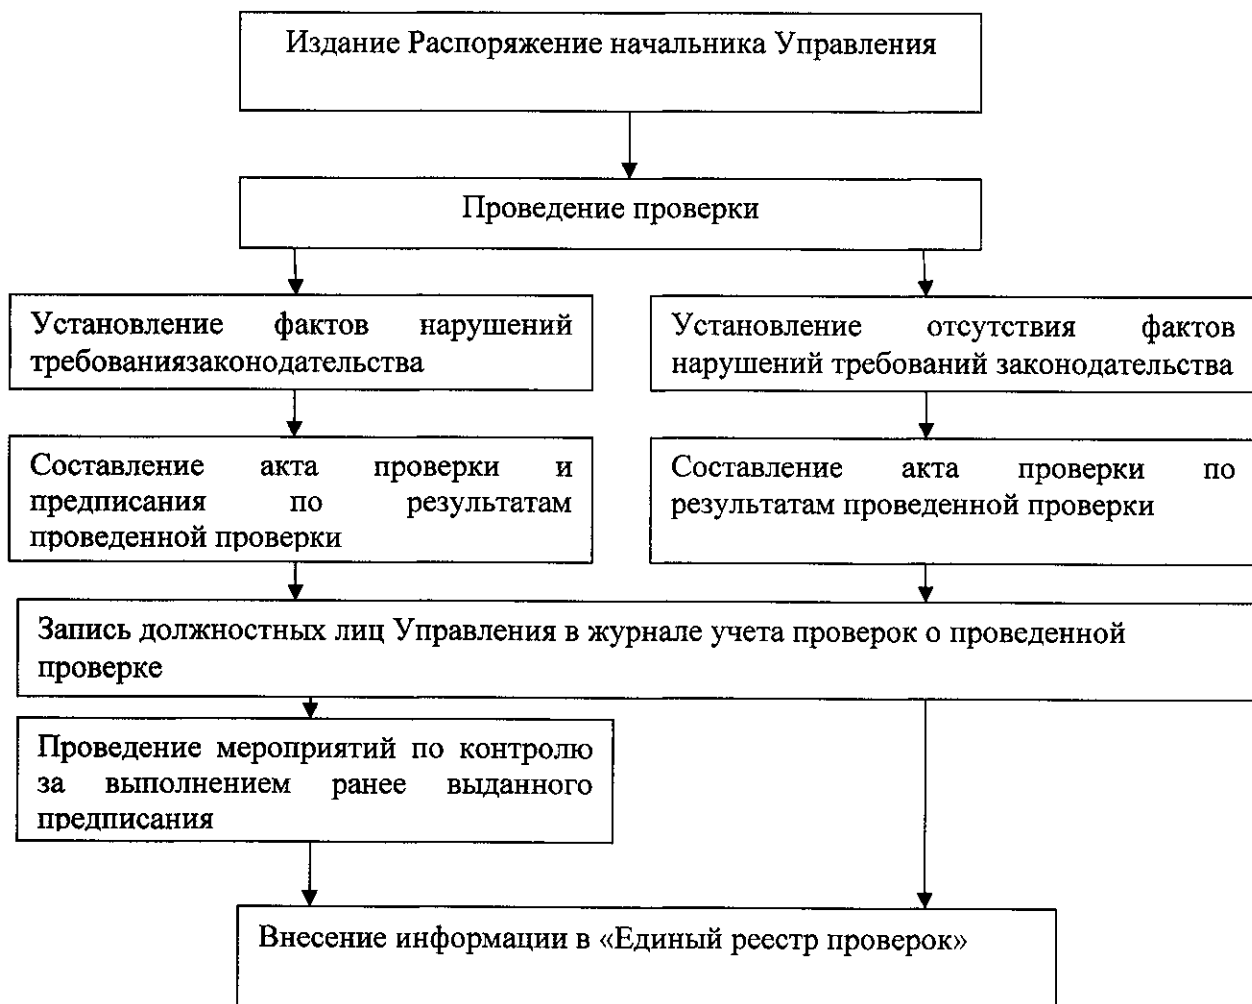 Издание Распоряжение начальника Управления
Проведение проверки
Установление фактов нарушений
требованиязаконодательства
Установление отсутствия фактов
нарушений требований законодательства
Составление акта проверки и
предписания по результатам
проведенной проверки
Составление акта проверки по
результатам проведенной проверки
Запись должностных лиц Управления в журнале учета проверок о проведенной
проверке
Проведение мероприятий по контролю
за выполнением ранее выданного
предписания
Внесение информации в «Единый реестр проверок»